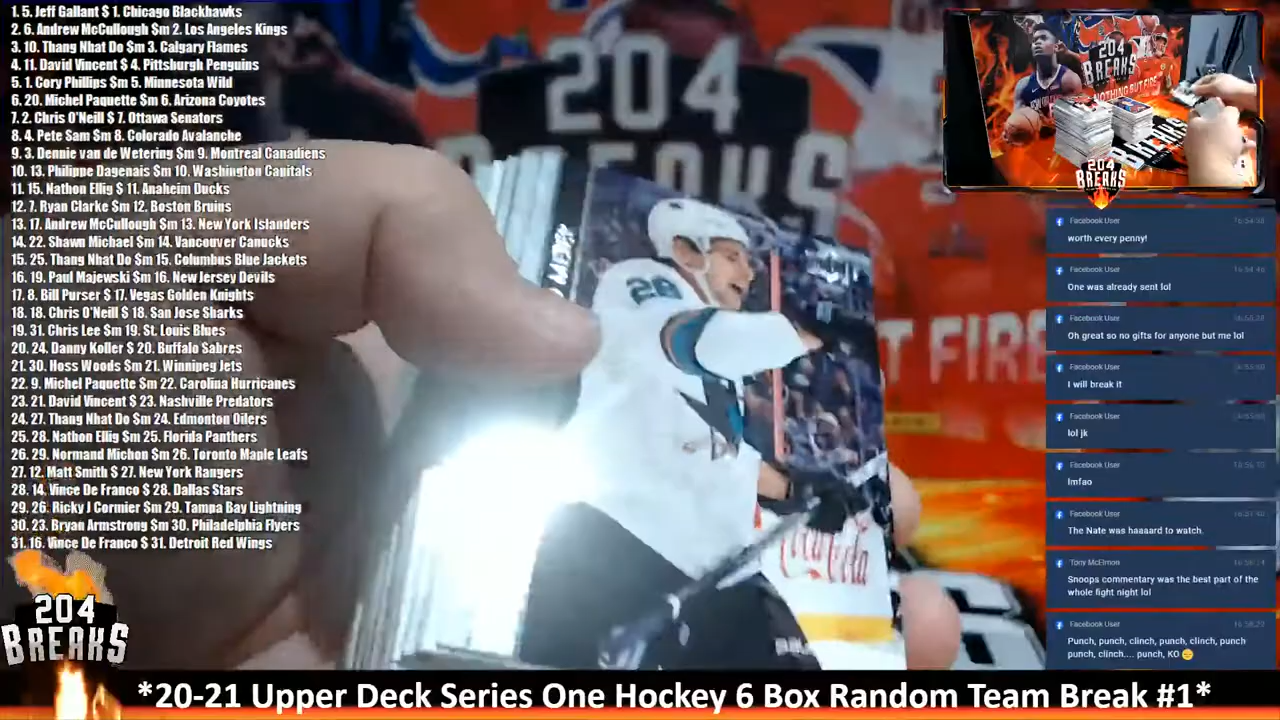 1. 5. Jeff Gallant $ 1. Chicago Blackhawks
2. 6. Andrew McCullough $m 2. Los Angeles Kings
3. 10. Thang Nhat Do $m 3. Calgary Flames
4. 11. David Vincent $ 4. Pittsburgh Penguins
5. 1. Cory Phillips $m 5. Minnesota Wild
6. 20. Michel Paquette $m 6. Arizona Coyotes
7. 2. Chris O'Neill $ 7. Ottawa Senators
8. 4. Pete Sam $m 8. Colorado Avalanche
9. 3. Dennie van de Wetering $m 9. Montreal Canadiens
10. 13. Philippe Dagenais $m 10. Washington Capitals
11. 15. Nathon Ellig $ 11. Anaheim Ducks
12. 7. Ryan Clarke $m 12. Boston Bruins
13. 17. Andrew McCullough $m 13. New York Islanders
14. 22. Shawn Michael $m 14. Vancouver Canucks
15. 25. Thang Nhat Do $m 15. Columbus Blue Jackets
16. 19. Paul Majewski $m 16. New Jersey Devils
17. 8. Bill Purser $ 17. Vegas Golden Knights
18. 18. Chris O'Neill $ 18. San Jose Sharks
19. 31. Chris Lee $m 19. St. Louis Blues
20. 24. Danny Koller $ 20. Buffalo Sabres
21. 30. Hoss Woods $m 21. Winnipeg Jets
22. 9. Michel Paquette $m 22. Carolina Hurricanes
23. 21. David Vincent $ 23. Nashville Predators
24. 27. Thang Nhat Do $m 24. Edmonton Oilers
25. 28. Nathon Ellig $m 25. Florida Panthers
26. 29. Normand Michon $m 26. Toronto Maple Leafs
27. 12. Matt Smith $ 27. New York Rangers
28. 14. Vince De Franco $ 28. Dallas Stars
29. 26. Ricky J Cormier $m 29. Tampa Bay Lightning
30. 23. Bryan Armstrong $m 30. Philadelphia Flyers
31. 16. Vince De Franco $ 31. Detroit Red Wings
204
BREAKS
204
BREAKS
T FIRE
28
Coca-Cola
204
BREAKS
NOTHING BUT FIRE
BREAKS
204
BREAKS
Facebook User
worth every penny!
Facebook User
One was already sent lol
Facebook User
Oh great so no gifts for anyone but me lol
Facebook User
I will break it
Facebook User
lol jk
Facebook User
lmfao
Facebook User
The Nate was haaaard to watch.
Tony McElmon
Snoops commentary was the best part of the
whole fight night lol
Facebook User
Punch, punch, clinch, punch, clinch, punch
punch, clinch.... punch, KO 😑
*20-21 Upper Deck Series One Hockey 6 Box Random Team Break #1*